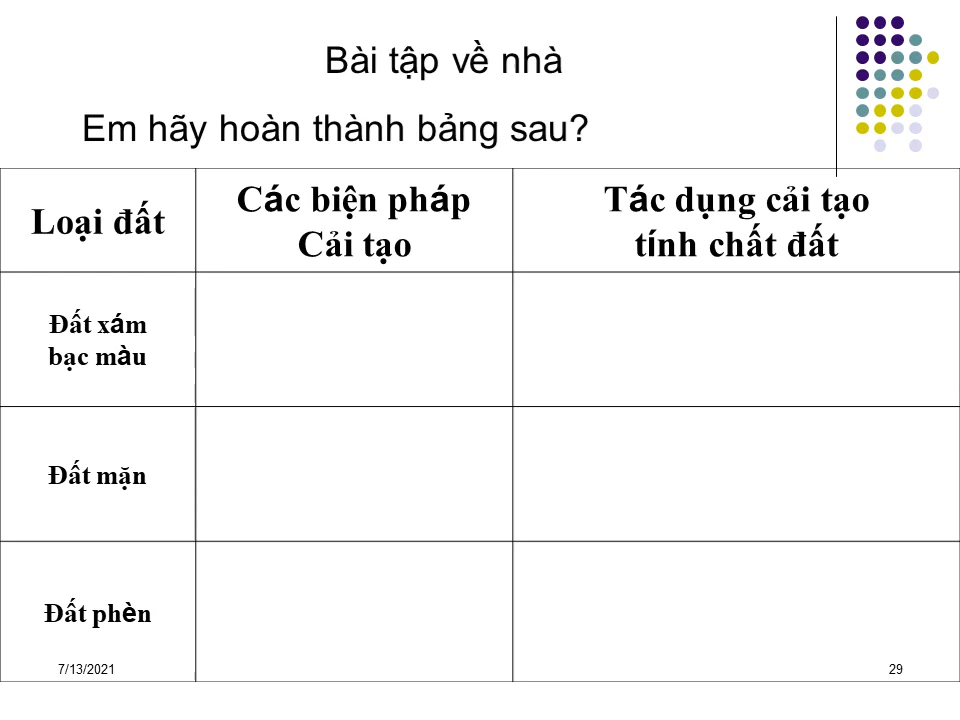 Bài tập về nhà
Em hãy hoàn thành bảng sau?
Loại đất
Các biện pháp
Cải tạo
Tác dụng cải tạo
tính chất đất
Đất xám
bạc màu
Đất mặn
Đất phèn
7/13/2021
29